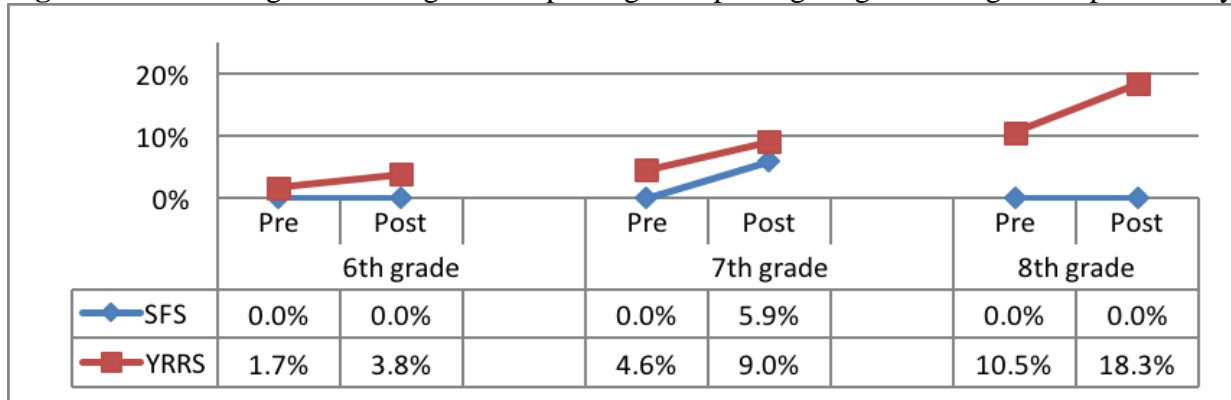 20%
10%
0%
Pre Post Pre Post Pre Post
6th grade 7th grade 8th grade
SFS 0.0% 0.0% 0.0% 5.9% 0.0% 0.0%
YRRS 1.7% 3.8% 4.6% 9.0% 10.5% 18.3%